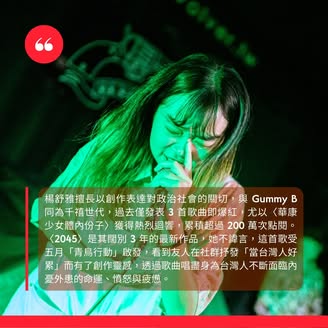 楊舒雅擅長以創作表達對政治社會的關切，與 Gummy B
同為千禧世代，過去僅發表 3 首歌曲即爆紅，尤以〈華康
少女體內份子〉獲得熱烈迴響，累積超過 200 萬次點閱。
〈2045〉是其闊別 3 年的最新作品，她不諱言，這首歌受
五月「青鳥行動」啟發，看到友人在社群抒發「當台灣人好
累」而有了創作靈感，透過歌曲唱盡身為台灣人不斷面臨內
憂外患的命運、憤怒與疲憊。